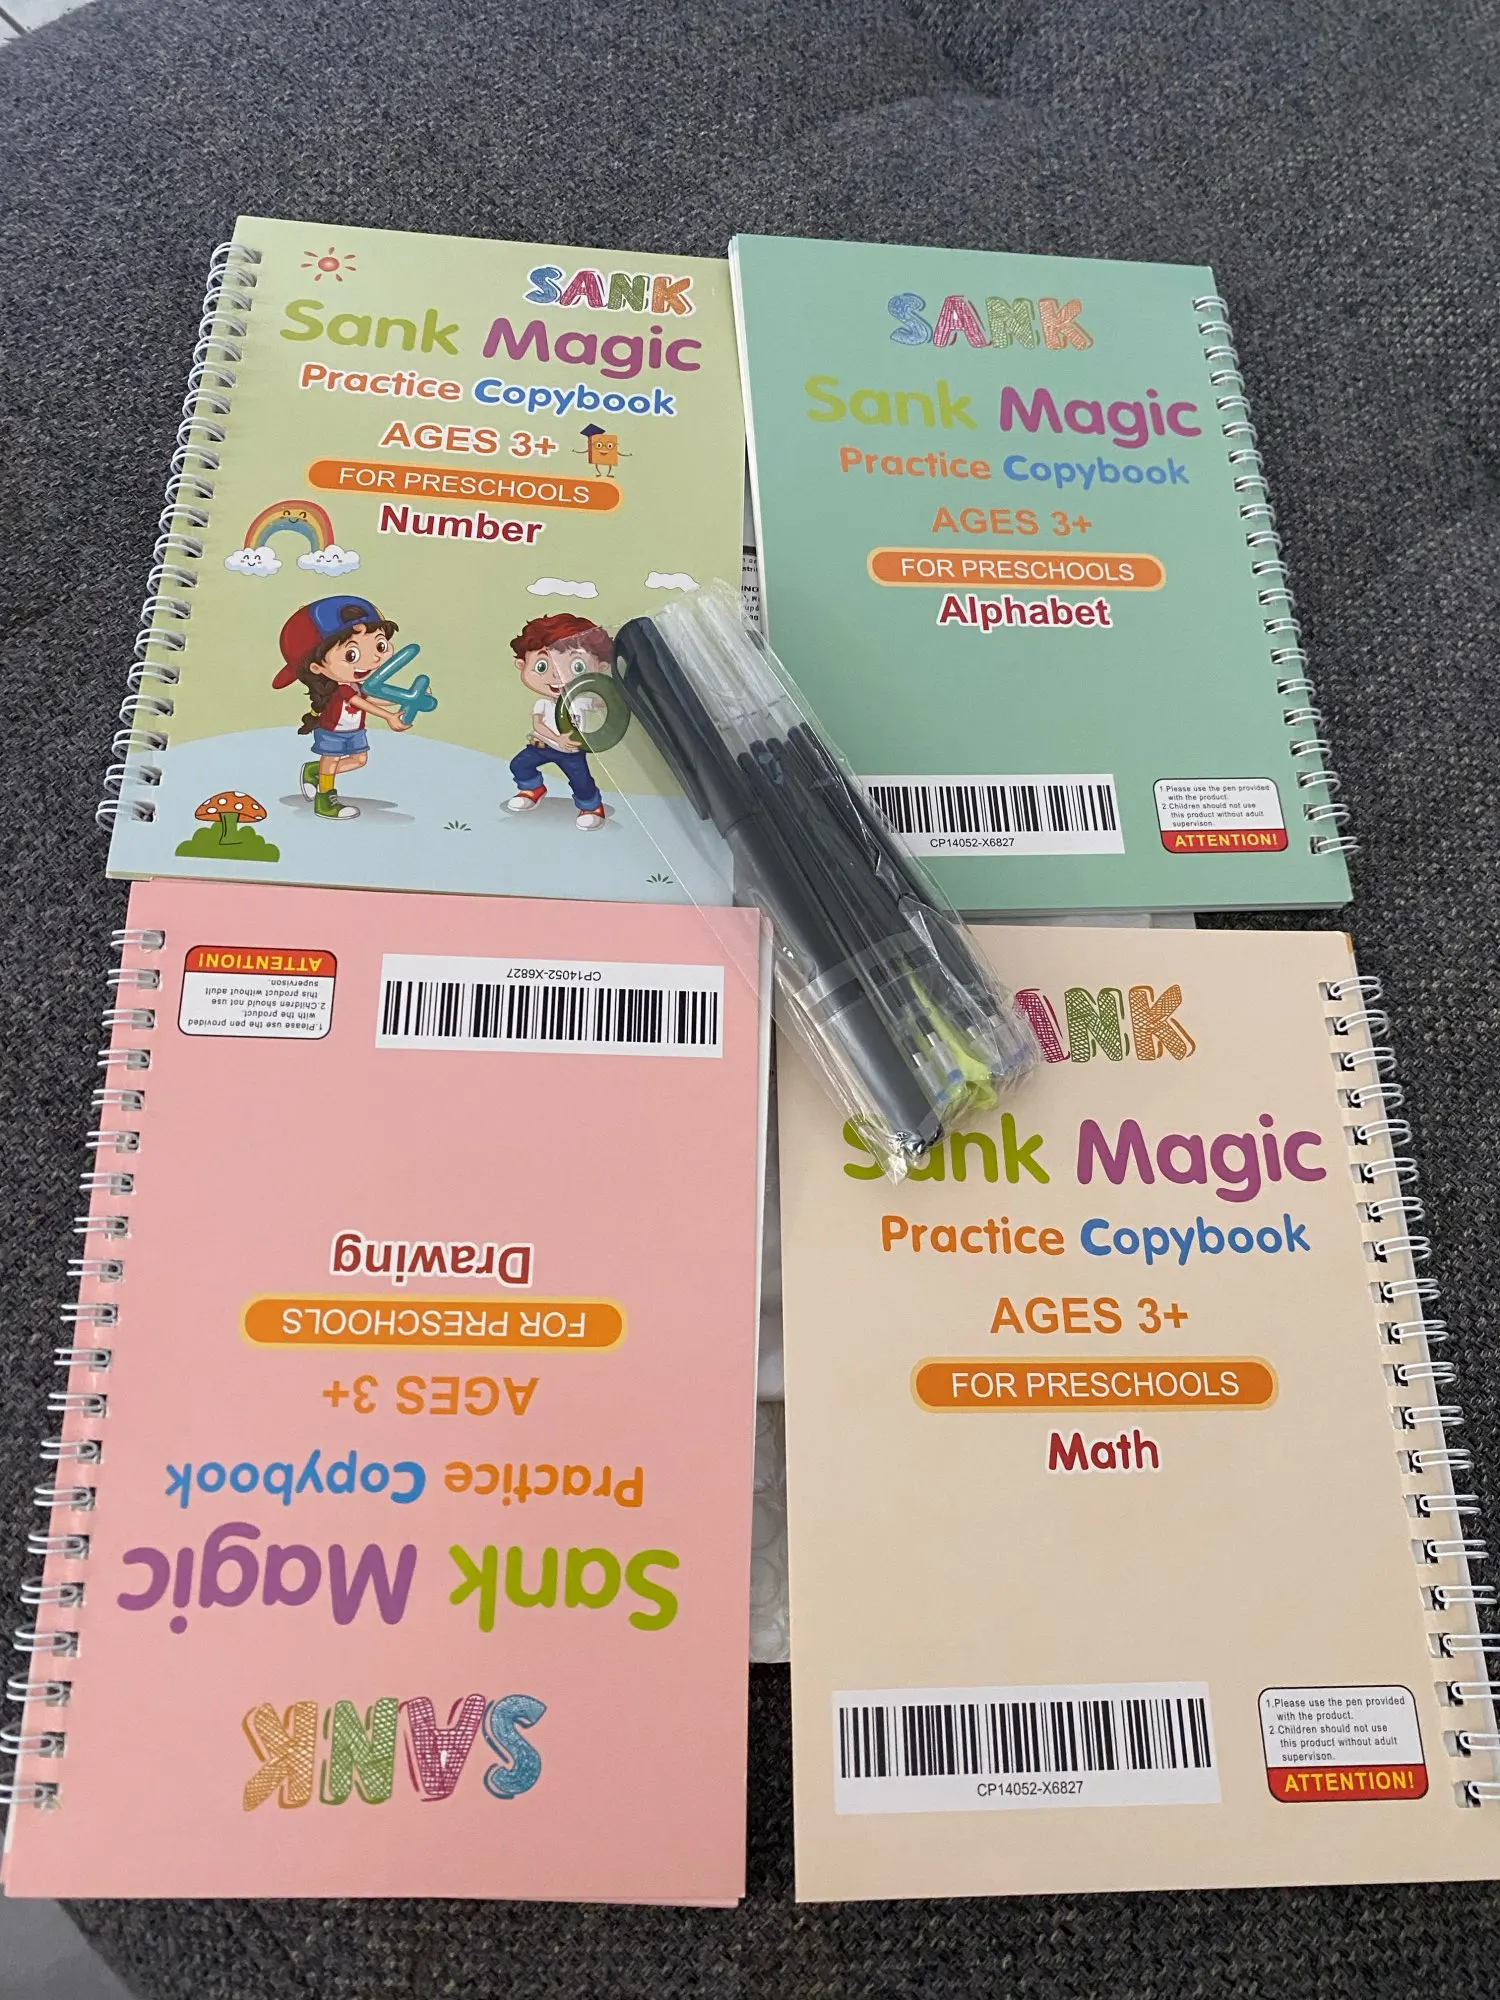 SANK
Sank Magic
Practice Copybook
AGES 3+
FOR PRESCHOOLS
Number
4
SANK
Sank Magic
Practice Copybook
AGES 3+
FOR PRESCHOOLS
Alphabet
CP14052-X6827
1.Please use the pen provided
with the product.
2.Children should not use
this product without adult
supervison.
ATTENTION!
SANK
Sank Magic
Practice Copybook
AGES 3+
FOR PRESCHOOLS
Drawing
CP14052-X6827
1.Please use the pen provided
with the product.
2.Children should not use
this product without adult
supervison.
ATTENTION!
ANK
Sank Magic
Practice Copybook
AGES 3+
FOR PRESCHOOLS
Math
CP14052-X6827
1.Please use the pen provided
with the product.
2.Children should not use
this product without adult
supervison.
ATTENTION!